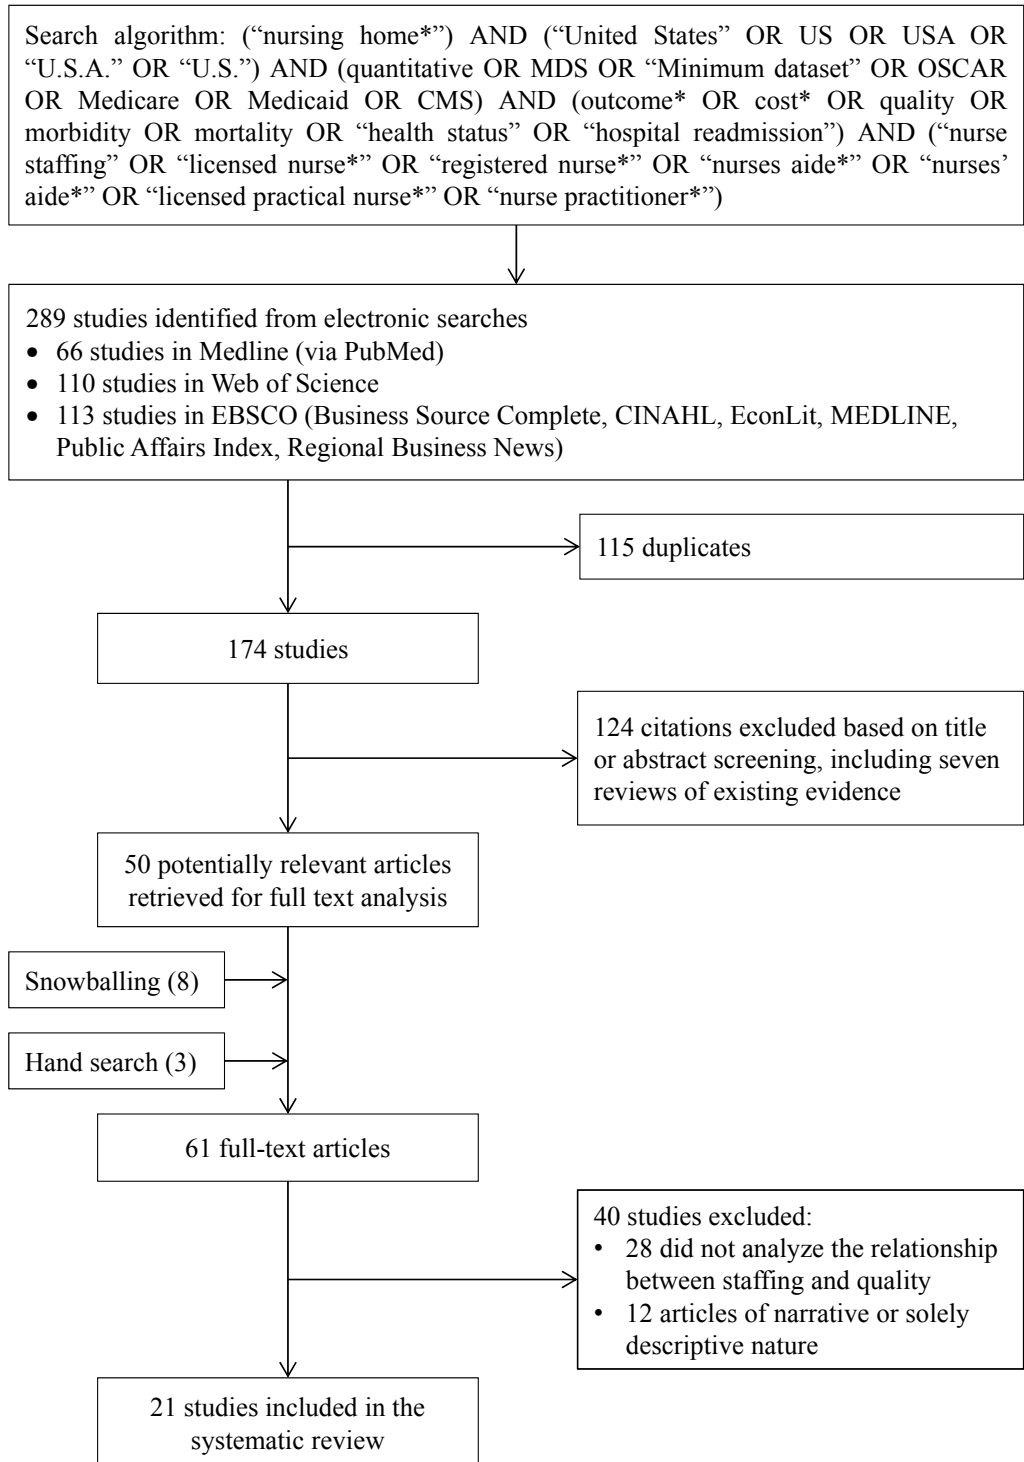 Search algorithm: (“nursing home*”) AND (“United States” OR US OR USA OR
“U.S.A.” OR “U.S.”) AND (quantitative OR MDS OR “Minimum dataset” OR OSCAR
OR Medicare OR Medicaid OR CMS) AND (outcome* OR cost* OR quality OR
morbidity OR mortality OR “health status” OR “hospital readmission”) AND (“nurse
staffing” OR “licensed nurse*” OR “registered nurse*” OR “nurses aide*” OR “nurses’
aide*” OR “licensed practical nurse*” OR “nurse practitioner*”)
289 studies identified from electronic searches
• 66 studies in Medline (via PubMed)
• 110 studies in Web of Science
• 113 studies in EBSCO (Business Source Complete, CINAHL, EconLit, MEDLINE,
Public Affairs Index, Regional Business News)
115 duplicates
174 studies
124 citations excluded based on title
or abstract screening, including seven
reviews of existing evidence
50 potentially relevant articles
retrieved for full text analysis
Snowballing (8)
Hand search (3)
61 full-text articles
40 studies excluded:
• 28 did not analyze the relationship
between staffing and quality
• 12 articles of narrative or solely
descriptive nature
21 studies included in the
systematic review